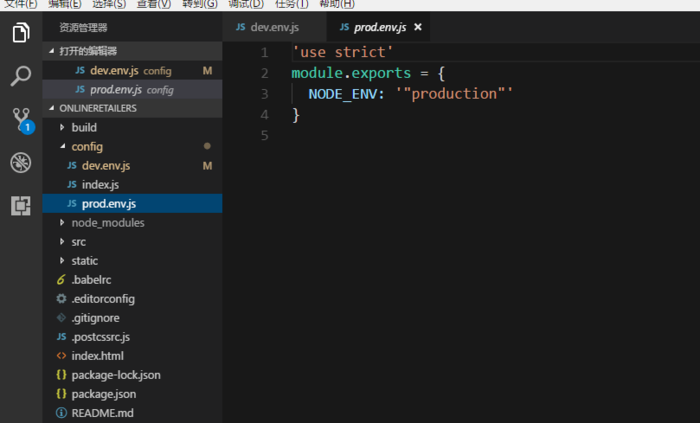 文件(F) 编辑(E) 选择(S) 查看(V) 转到(G) 调试(D) 任务(T) 帮助(H)
资源管理器
打开的编辑器
JS dev.env.js config M
JS prod.env.js config
ONLINERETAILERS
build
config
JS dev.env.js M
JS index.js
JS prod.env.js
node_modules
src
static
.babelrc
.editorconfig
.gitignore
JS .postcssrc.js
<> index.html
{} package-lock.json
{} package.json
README.md
1
JS dev.env.js
JS prod.env.js ×
1 'use strict'
2 module.exports = {
3 NODE_ENV: '"production"'
4 }
5